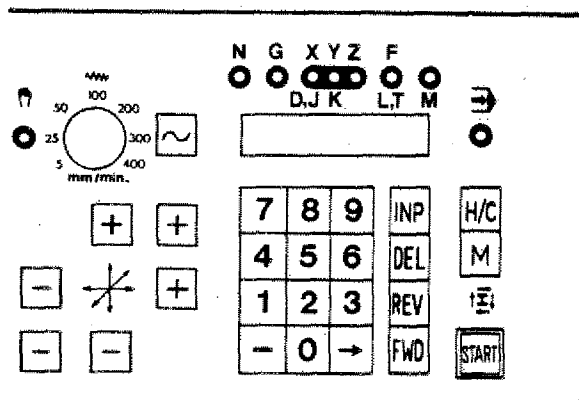 N G X Y Z F
D,J K L,T M
100
50 200
25 300
5 400
mm/min.
7 8 9 INP H/C
4 5 6 DEL M
1 2 3 REV
− 0 → FWD START
+ +
− +
− −